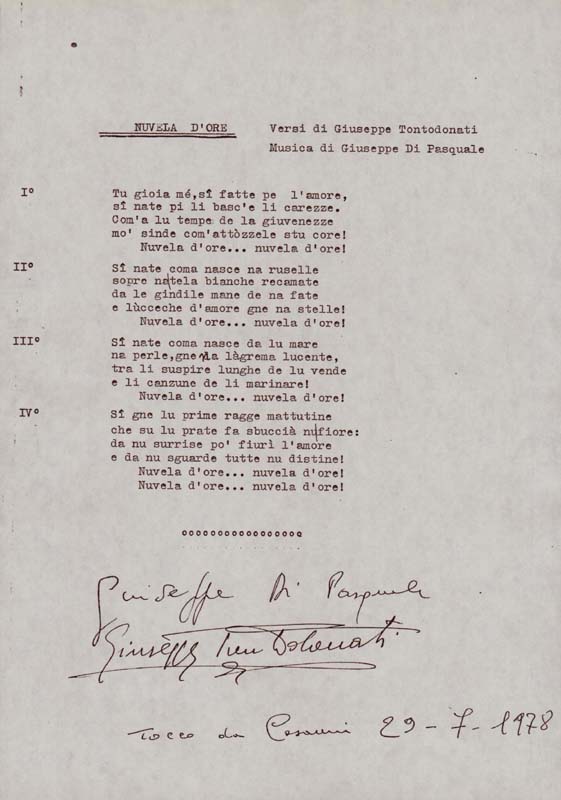 NUVELA D'ORE
Versi di Giuseppe Tontodonati
Musica di Giuseppe Di Pasquale
I°
Tu gioia mé,sî fatte pe l'amore,
sî nate pi li basc'e li carezze.
Com'a lu tempe de la giuvenezze
mo' sinde com'attòzzele stu core!
Nuvela d'ore... nuvela d'ore!
II°
Sî nate coma nasce na ruselle
sopre na tela bianche recamate
da le gindile mane de na fate
e lùcceche d'amore gne na stelle!
Nuvela d'ore... nuvela d'ore!
III°
Sî nate coma nasce da lu mare
na perle,gne na làgrema lucente,
tra li suspire lunghe de lu vende
e li canzune de li marinare!
Nuvela d'ore... nuvela d'ore!
IV°
Sî gne lu prime ragge mattutine
che su lu prate fa sbuccià nu fiore:
da nu surrise po' fiurì l'amore
e da nu sguarde tutte nu distine!
Nuvela d'ore... nuvela d'ore!
Nuvela d'ore... nuvela d'ore!
ooooooooooooooooo
Giuseppe Di Pasquale
Giuseppe Tontodonati
Tocco da Casauria 29-7-1978